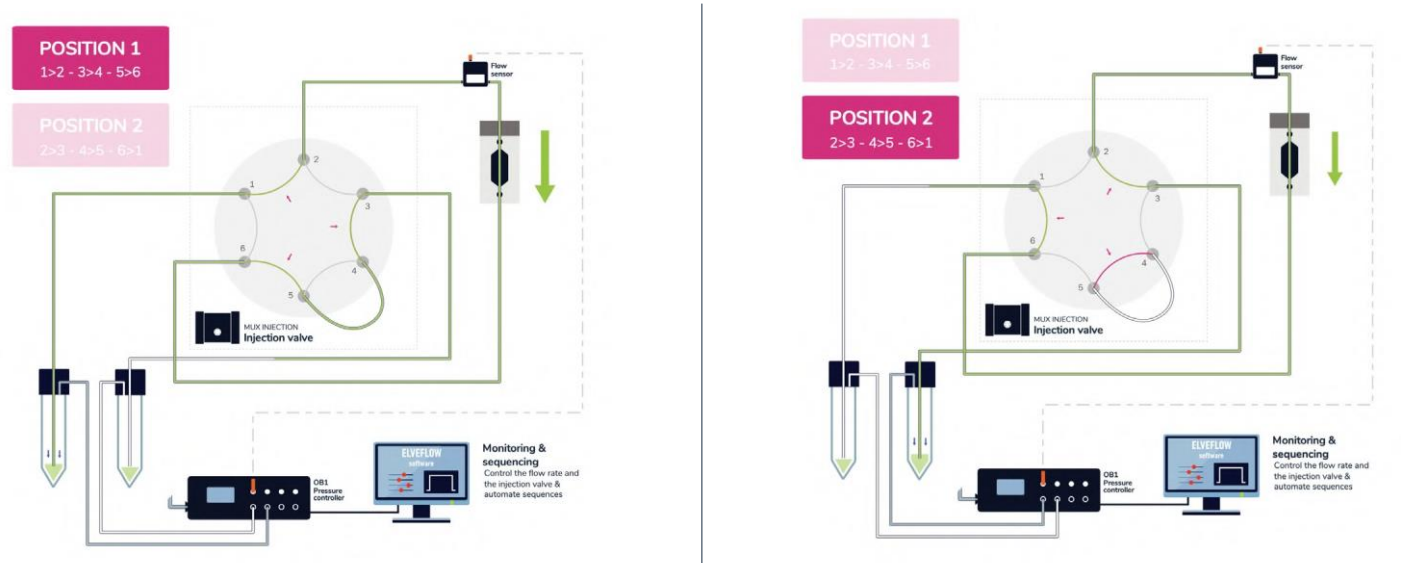 POSITION 1
1>2 - 3>4 - 5>6
POSITION 2
2>3 - 4>5 - 6>1
Flow
sensor
1
2
3
4
5
6
MUX INJECTION
Injection valve
OB1
Pressure
controller
ELVEFLOW
software
Monitoring &
sequencing
Control the flow rate and
the injection valve &
automate sequences
POSITION 1
1>2 - 3>4 - 5>6
POSITION 2
2>3 - 4>5 - 6>1
Flow
sensor
1
2
3
4
5
6
MUX INJECTION
Injection valve
OB1
Pressure
controller
ELVEFLOW
software
Monitoring &
sequencing
Control the flow rate and
the injection valve &
automate sequences